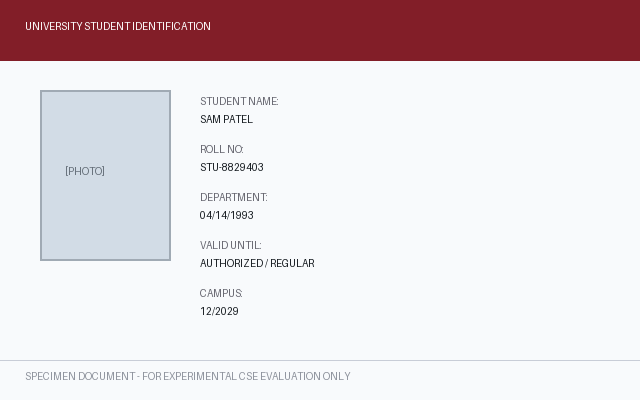 UNIVERSITY STUDENT IDENTIFICATION
[PHOTO]
STUDENT NAME:
SAM PATEL
ROLL NO:
STU-8829403
DEPARTMENT:
04/14/1993
VALID UNTIL:
AUTHORIZED / REGULAR
CAMPUS:
12/2029
SPECIMEN DOCUMENT - FOR EXPERIMENTAL CSE EVALUATION ONLY